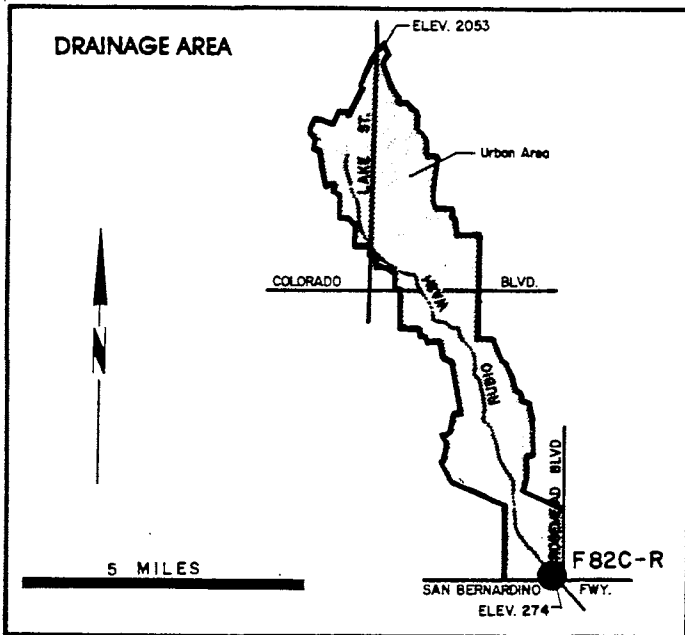 DRAINAGE AREA
ELEV. 2053
LAKE ST.
Urban Area
N
COLORADO BLVD.
WASH
RUBIO
ROSEMEAD BLVD
5 MILES
F82C-R
SAN BERNARDINO FWY.
ELEV. 274